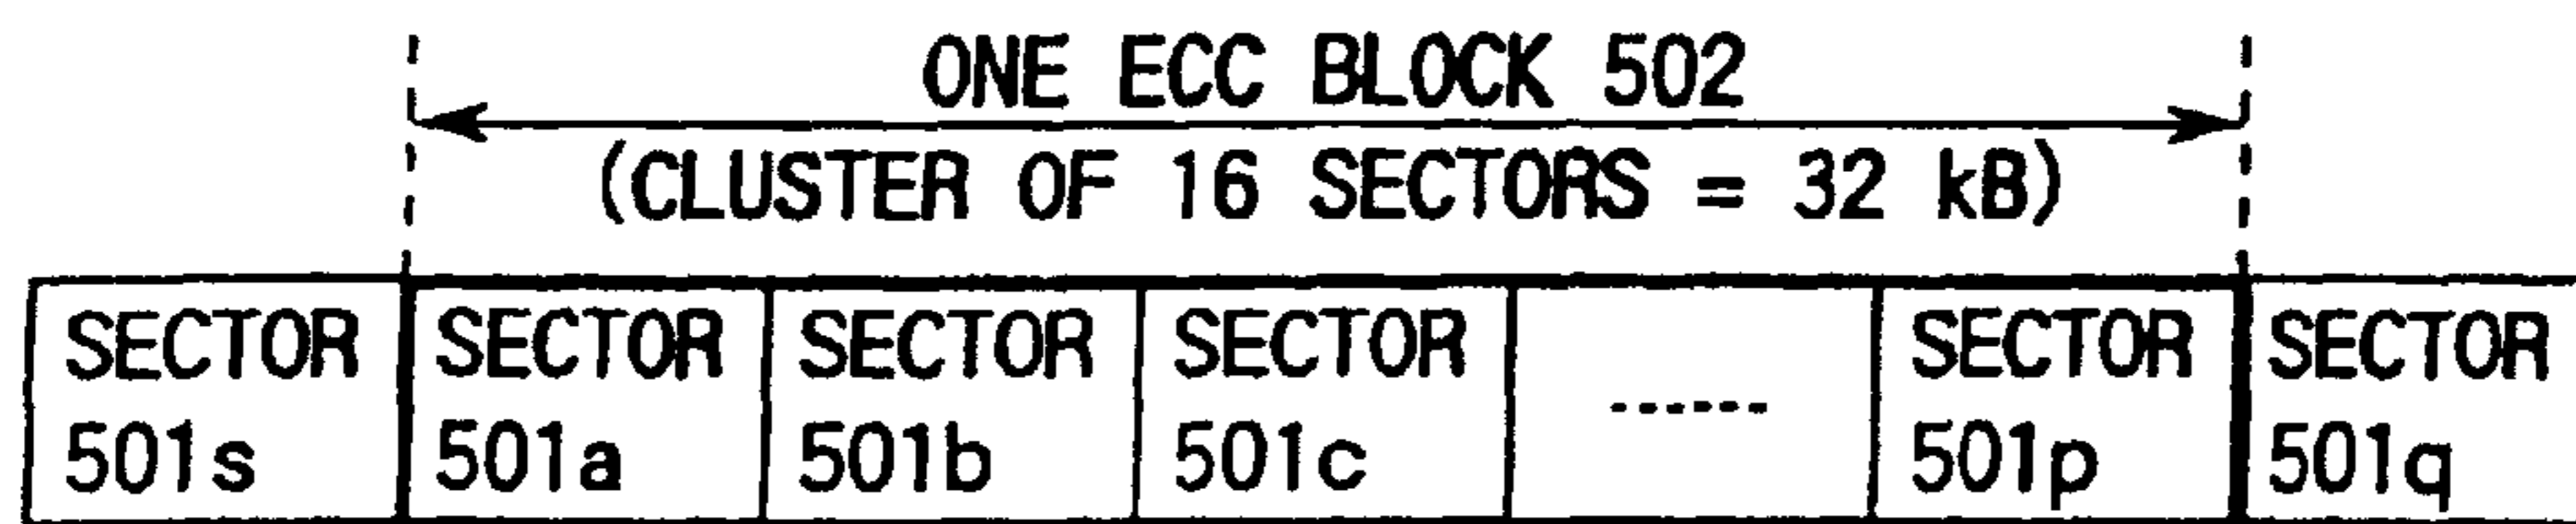 ONE ECC BLOCK 502
(CLUSTER OF 16 SECTORS = 32 kB)
SECTOR SECTOR SECTOR SECTOR SECTOR SECTOR
501s 501a 501b 501c ------ 501p 501q